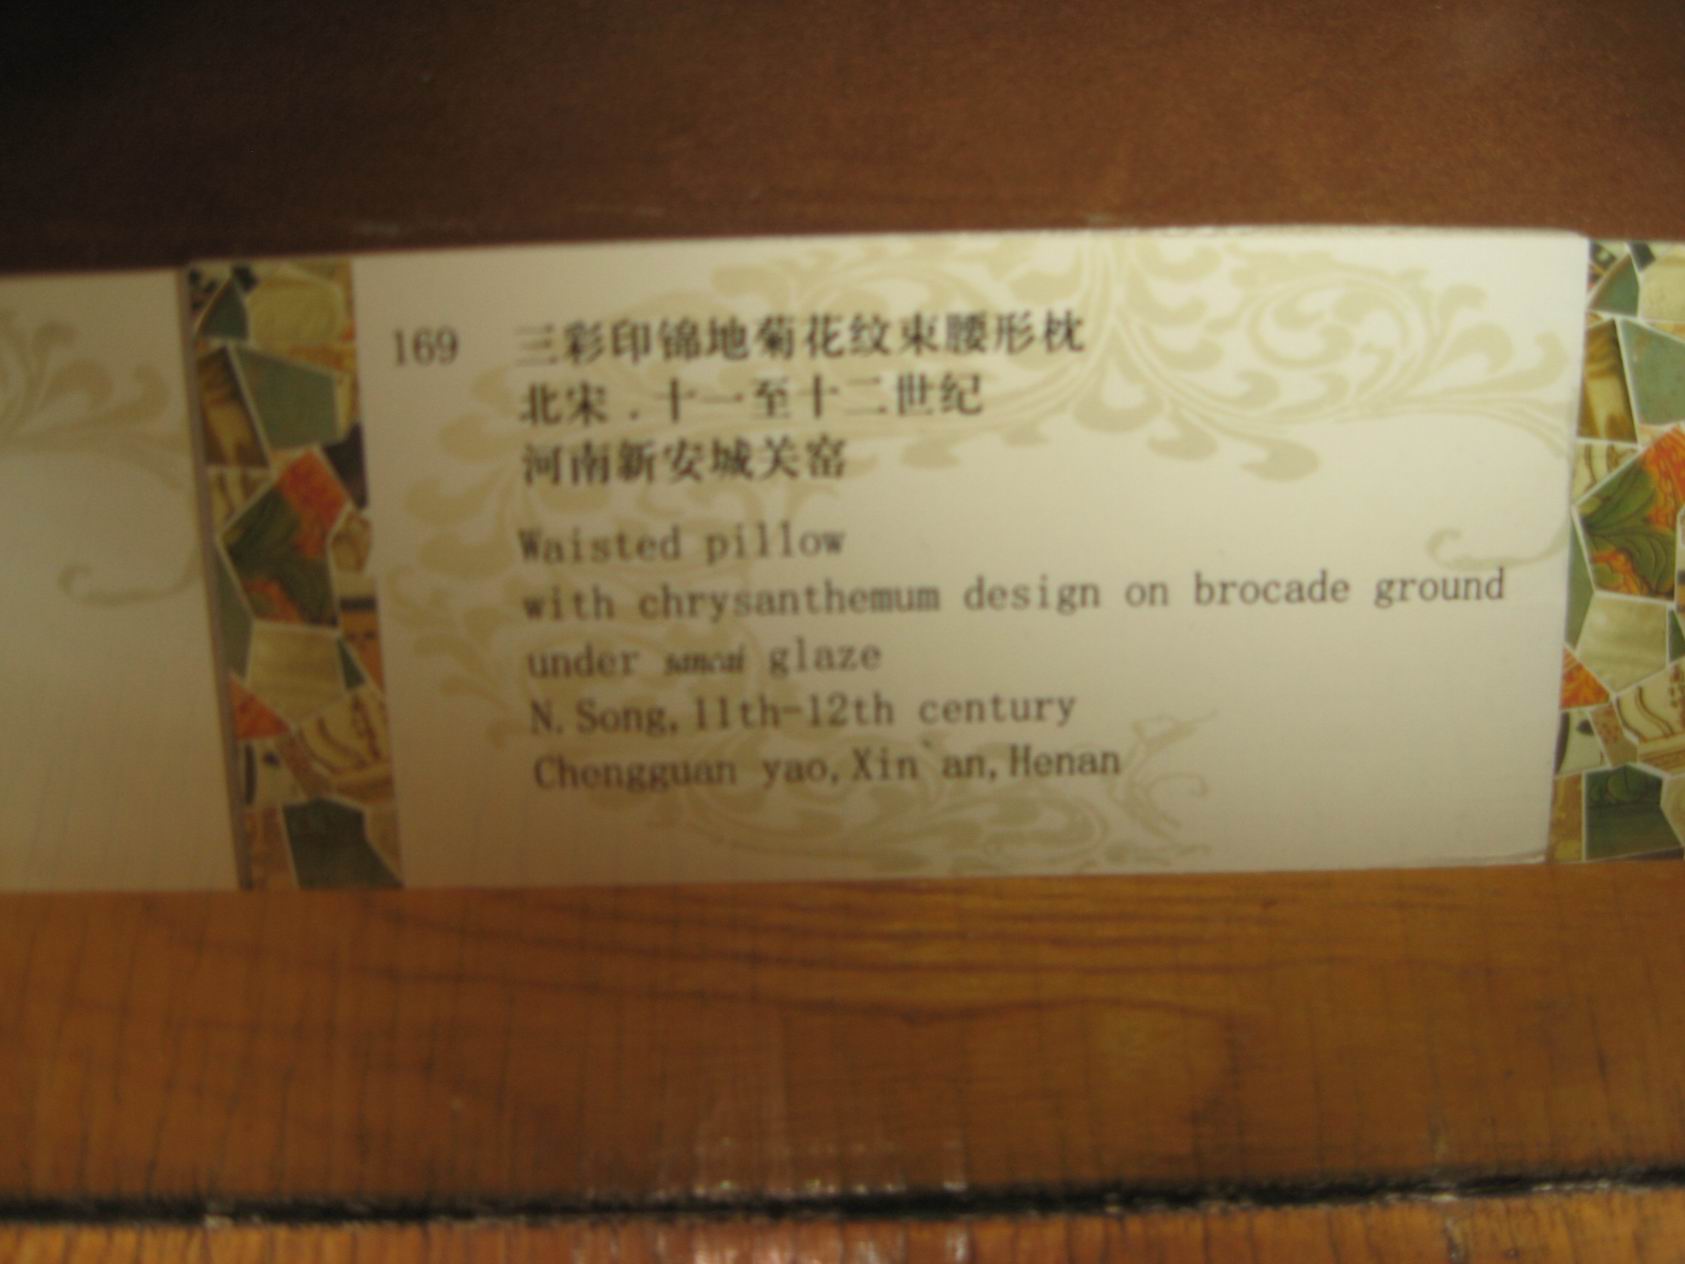 169 三彩印锦地菊花纹束腰形枕
北宋.十一至十二世纪
河南新安城关窑
Waisted pillow
with chrysanthemum design on brocade ground
under sancai glaze
N. Song, 11th-12th century
Chengguan yao, Xin`an, Henan